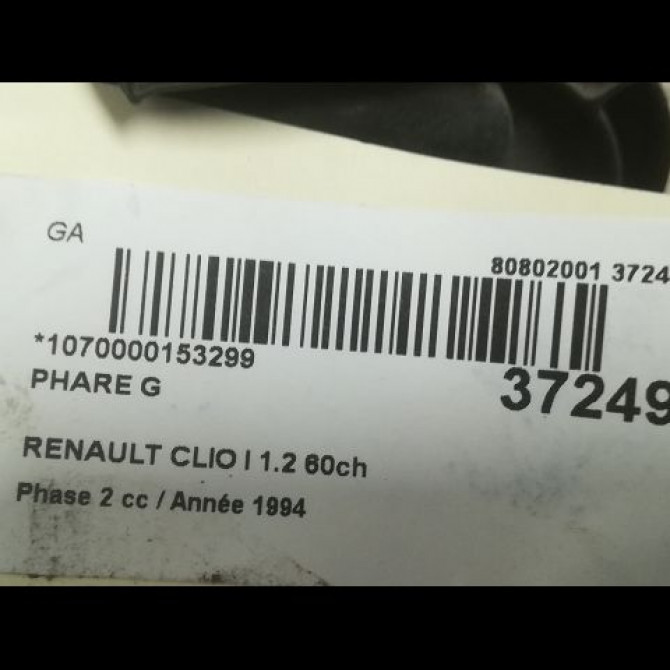 GA
80802001 3724
*1070000153299
PHARE G
37249
RENAULT CLIO I 1.2 60ch
Phase 2 cc / Année 1994